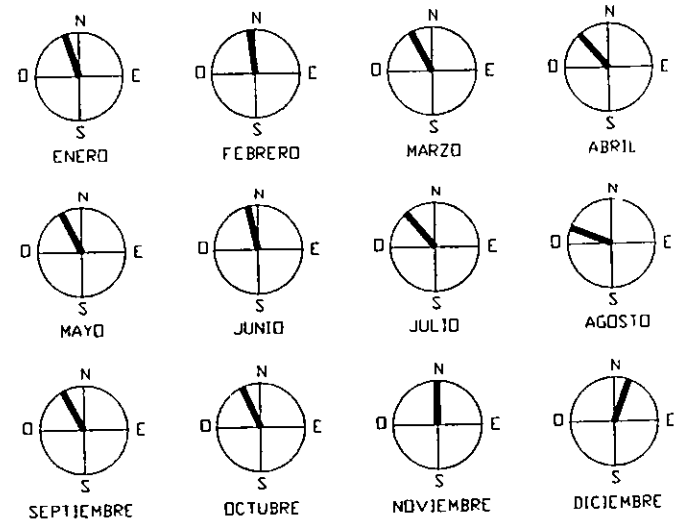 N N N N
O E O E O E O E
S S S S
ENERO FEBRERO MARZO ABRIL
N N N N
O E O E O E O E
S S S S
MAYO JUNIO JULIO AGOSTO
N N N N
O E O E O E O E
S S S S
SEPTIEMBRE OCTUBRE NOVIEMBRE DICIEMBRE